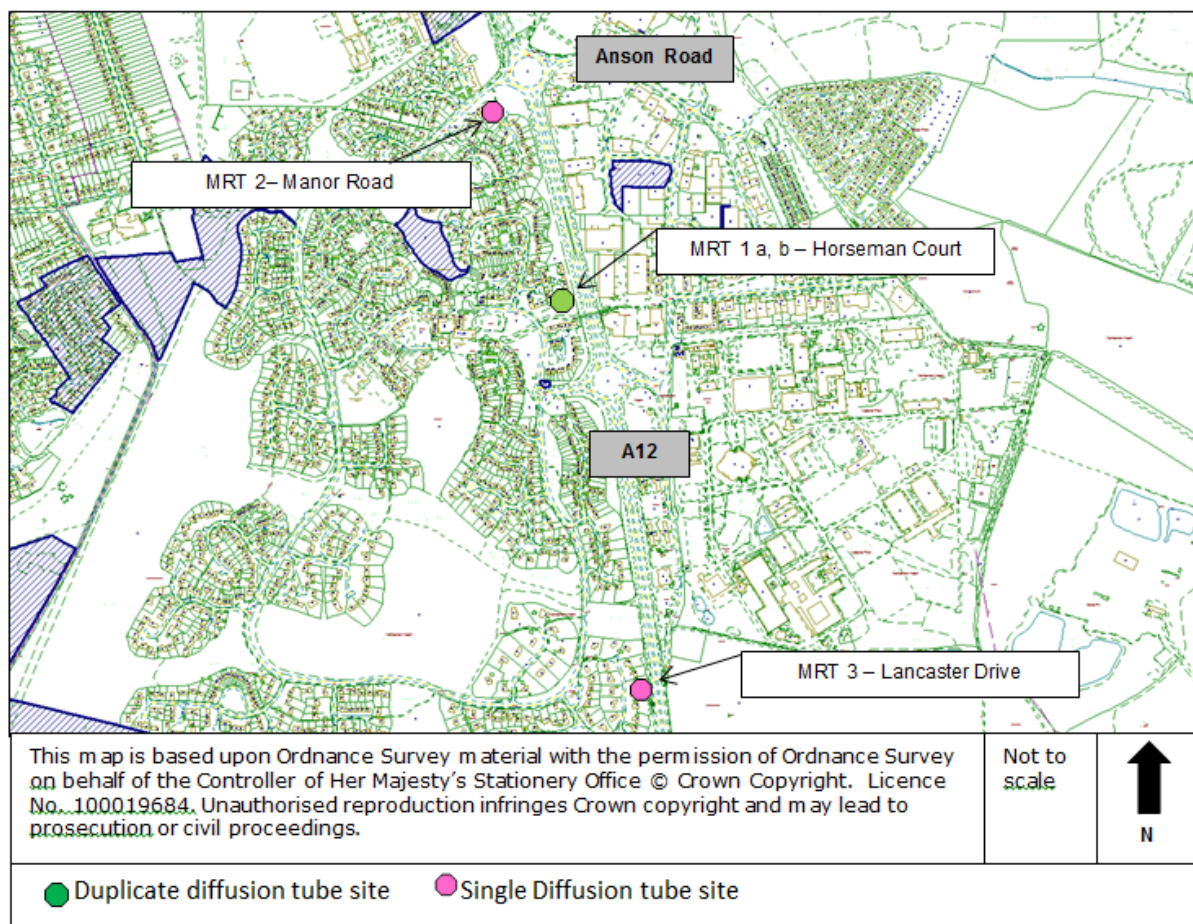 Anson Road
MRT 2– Manor Road
MRT 1 a, b – Horseman Court
A12
MRT 3 – Lancaster Drive
This map is based upon Ordnance Survey material with the permission of Ordnance Survey
on behalf of the Controller of Her Majesty's Stationery Office © Crown Copyright. Licence
No. 100019684. Unauthorised reproduction infringes Crown copyright and may lead to
prosecution or civil proceedings.
Not to
scale
N
Duplicate diffusion tube site
Single Diffusion tube site